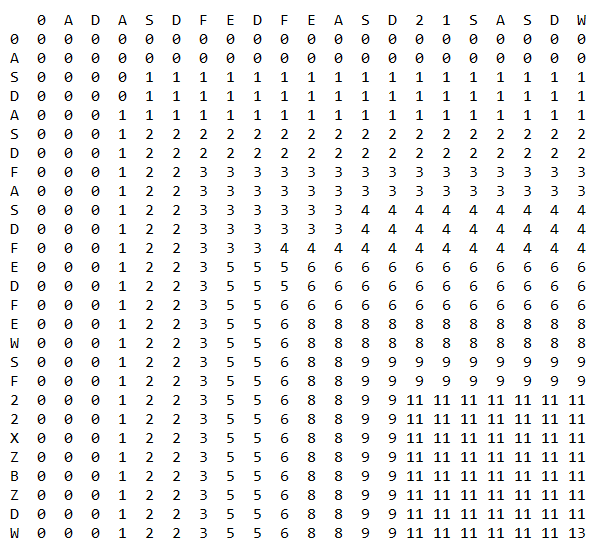 0 A D A S D F E D F E A S D 2 1 S A S D W
0 0 0 0 0 0 0 0 0 0 0 0 0 0 0 0 0 0 0 0 0 0
A 0 0 0 0 0 0 0 0 0 0 0 0 0 0 0 0 0 0 0 0 0
S 0 0 0 0 1 1 1 1 1 1 1 1 1 1 1 1 1 1 1 1 1
D 0 0 0 0 1 1 1 1 1 1 1 1 1 1 1 1 1 1 1 1 1
A 0 0 0 1 1 1 1 1 1 1 1 1 1 1 1 1 1 1 1 1 1
S 0 0 0 1 2 2 2 2 2 2 2 2 2 2 2 2 2 2 2 2 2
D 0 0 0 1 2 2 2 2 2 2 2 2 2 2 2 2 2 2 2 2 2
F 0 0 0 1 2 2 3 3 3 3 3 3 3 3 3 3 3 3 3 3 3
A 0 0 0 1 2 2 3 3 3 3 3 3 3 3 3 3 3 3 3 3 3
S 0 0 0 1 2 2 3 3 3 3 3 3 4 4 4 4 4 4 4 4 4
D 0 0 0 1 2 2 3 3 3 3 3 3 4 4 4 4 4 4 4 4 4
F 0 0 0 1 2 2 3 3 3 4 4 4 4 4 4 4 4 4 4 4 4
E 0 0 0 1 2 2 3 5 5 5 6 6 6 6 6 6 6 6 6 6 6
D 0 0 0 1 2 2 3 5 5 5 6 6 6 6 6 6 6 6 6 6 6
F 0 0 0 1 2 2 3 5 5 6 6 6 6 6 6 6 6 6 6 6 6
E 0 0 0 1 2 2 3 5 5 6 8 8 8 8 8 8 8 8 8 8 8
W 0 0 0 1 2 2 3 5 5 6 8 8 8 8 8 8 8 8 8 8 8
S 0 0 0 1 2 2 3 5 5 6 8 8 9 9 9 9 9 9 9 9 9
F 0 0 0 1 2 2 3 5 5 6 8 8 9 9 9 9 9 9 9 9 9
2 0 0 0 1 2 2 3 5 5 6 8 8 9 9 11 11 11 11 11 11 11
2 0 0 0 1 2 2 3 5 5 6 8 8 9 9 11 11 11 11 11 11 11
X 0 0 0 1 2 2 3 5 5 6 8 8 9 9 11 11 11 11 11 11 11
Z 0 0 0 1 2 2 3 5 5 6 8 8 9 9 11 11 11 11 11 11 11
B 0 0 0 1 2 2 3 5 5 6 8 8 9 9 11 11 11 11 11 11 11
Z 0 0 0 1 2 2 3 5 5 6 8 8 9 9 11 11 11 11 11 11 11
D 0 0 0 1 2 2 3 5 5 6 8 8 9 9 11 11 11 11 11 11 11
W 0 0 0 1 2 2 3 5 5 6 8 8 9 9 11 11 11 11 11 11 13